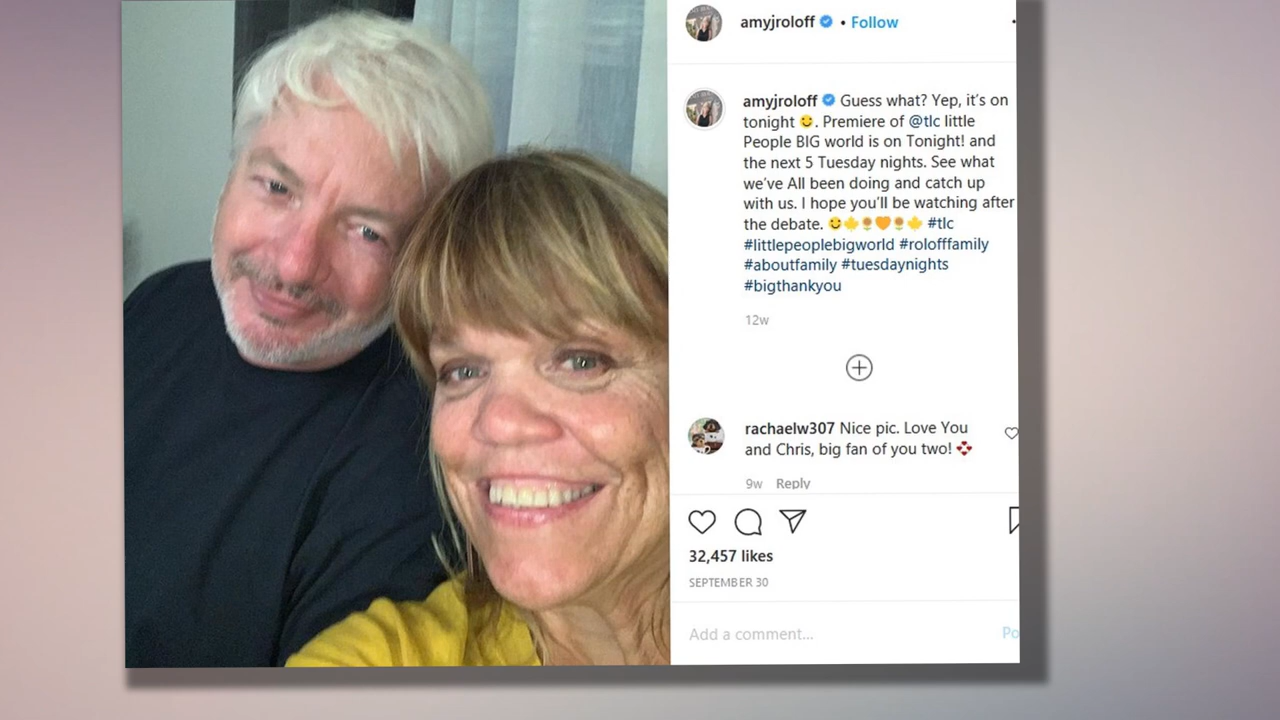 amyjroloff • Follow
amyjroloff Guess what? Yep, it's on
tonight 😉. Premiere of @tlc little
People BIG world is on Tonight! and
the next 5 Tuesday nights. See what
we've All been doing and catch up
with us. I hope you'll be watching after
the debate. 😉🍁🌻🧡🌻🍁 #tlc
#littlepeoplebigworld #rolofffamily
#aboutfamily #tuesdaynights
#bigthankyou
12w
rachaelw307 Nice pic. Love You
and Chris, big fan of you two!
9w Reply
32,457 likes
SEPTEMBER 30
Add a comment...
Po